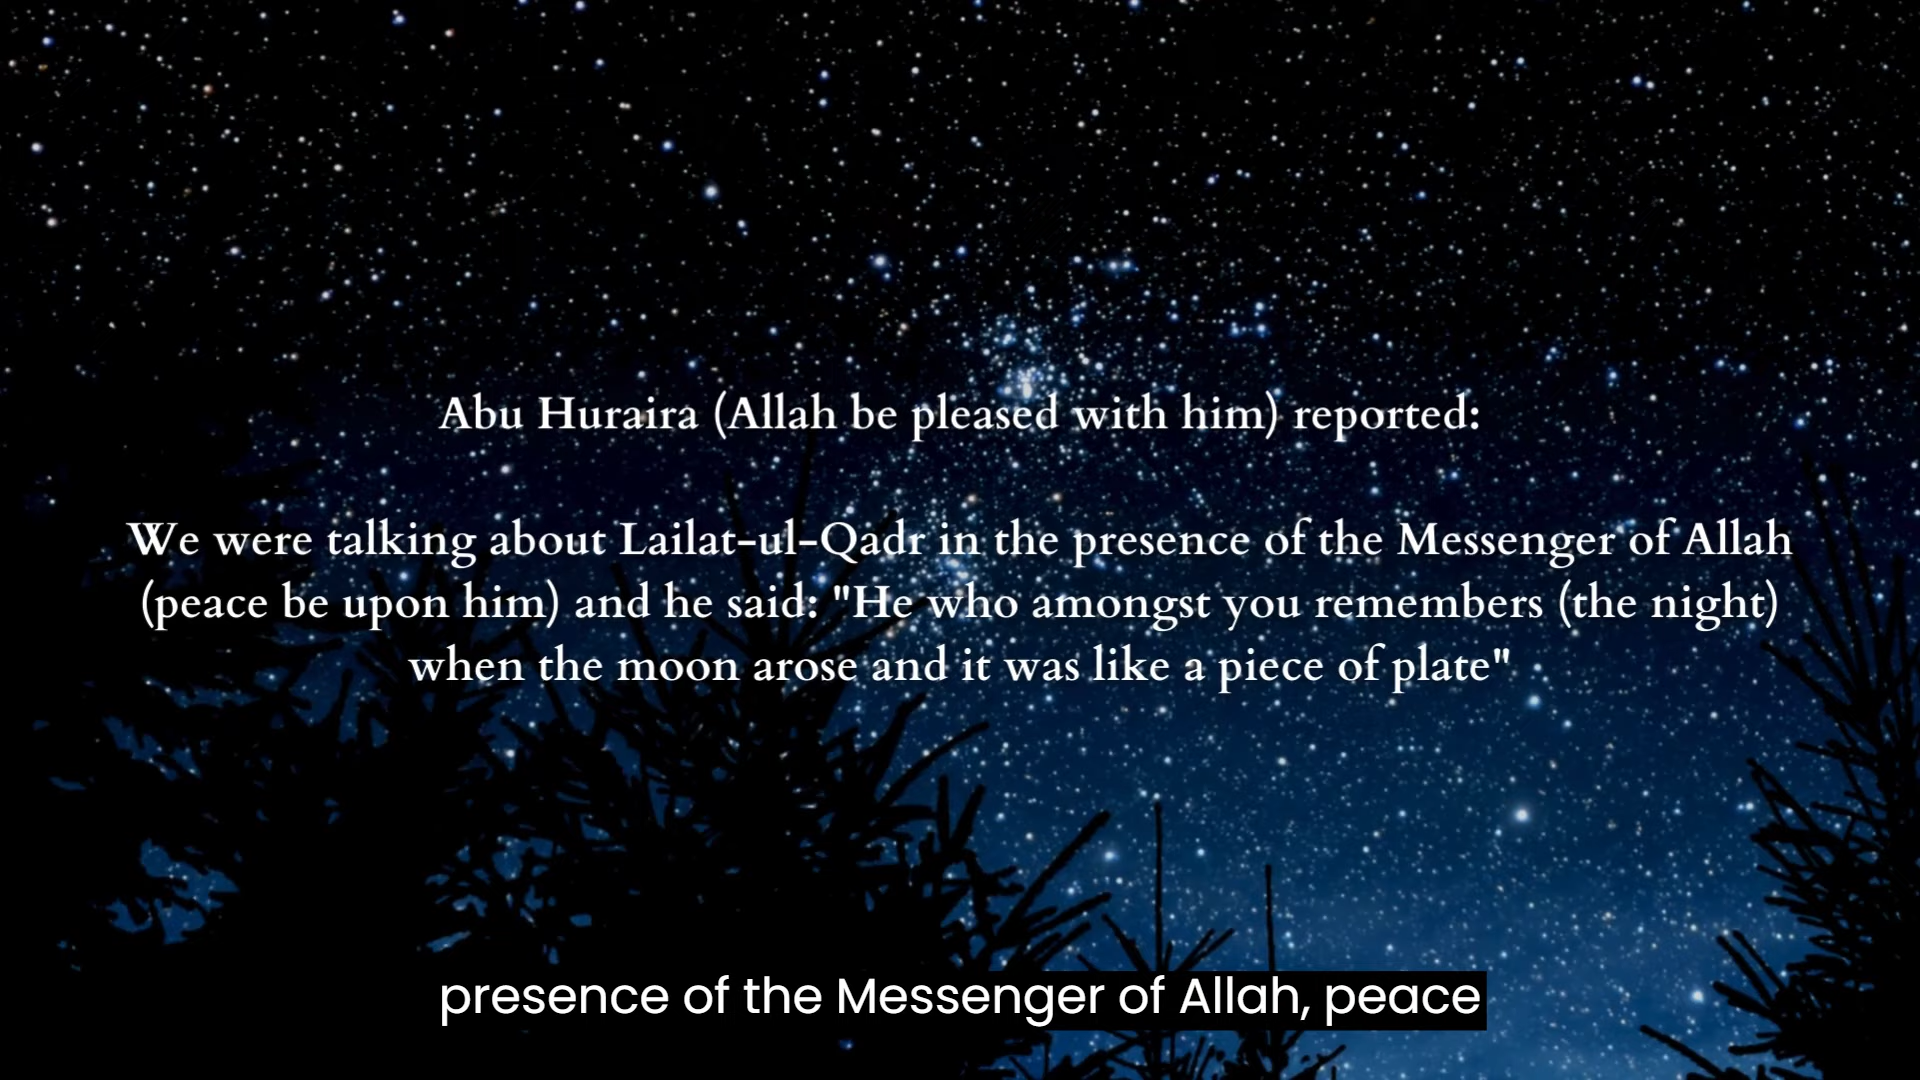 Abu Huraira (Allah be pleased with him) reported:
We were talking about Lailat-ul-Qadr in the presence of the Messenger of Allah
(peace be upon him) and he said: "He who amongst you remembers (the night)
when the moon arose and it was like a piece of plate"
presence of the Messenger of Allah, peace